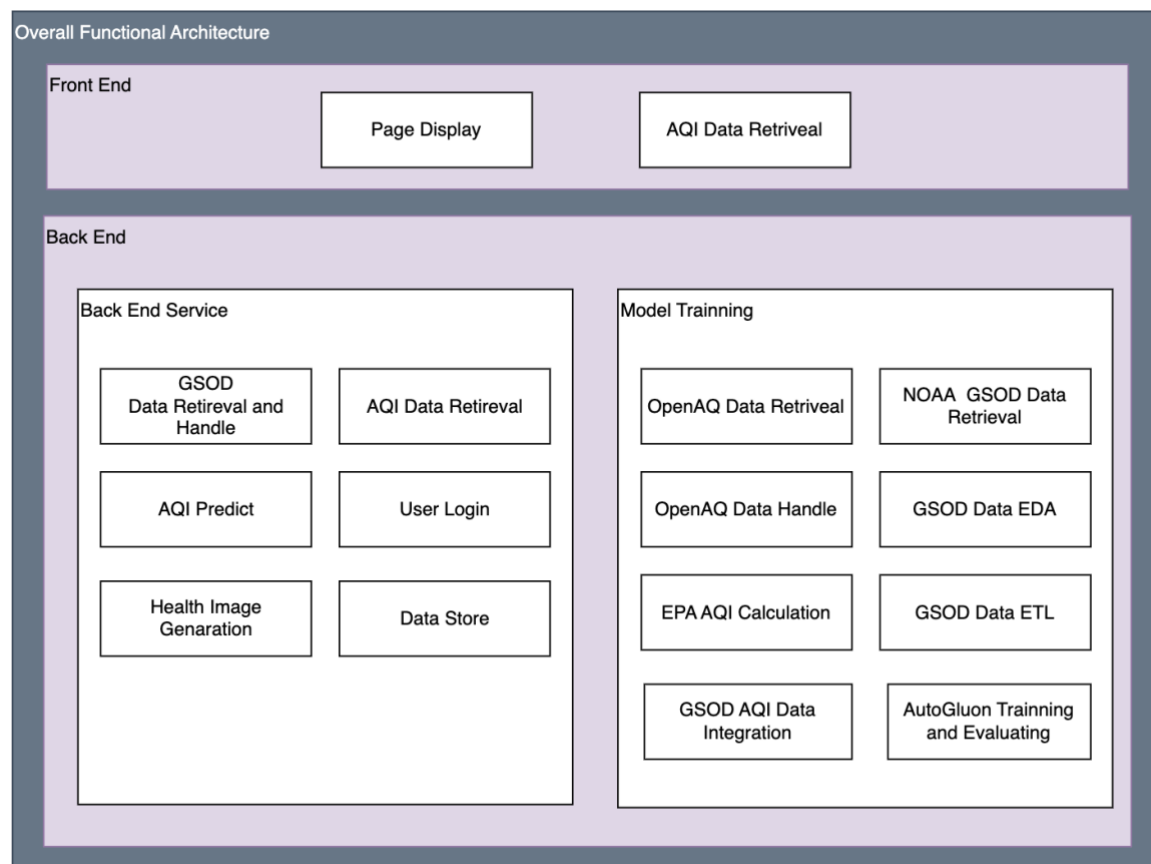 Overall Functional Architecture
Front End
Page Display
AQI Data Retriveal
Back End
Back End Service
GSOD
Data Retireval and
Handle
AQI Data Retireval
AQI Predict
User Login
Health Image
Genaration
Data Store
Model Trainning
OpenAQ Data Retriveal
NOAA GSOD Data
Retrieval
OpenAQ Data Handle
GSOD Data EDA
EPA AQI Calculation
GSOD Data ETL
GSOD AQI Data
Integration
AutoGluon Trainning
and Evaluating